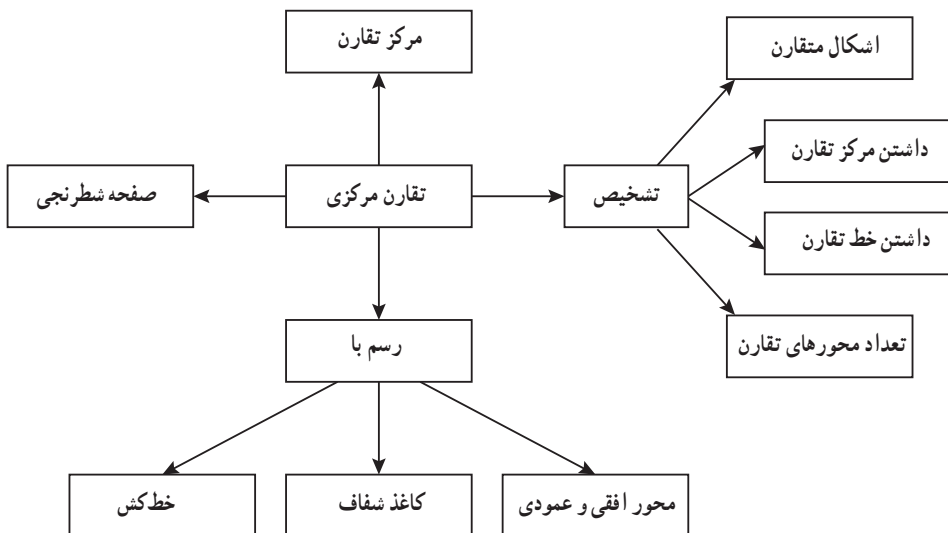 مرکز تقارن
اشکال متقارن
داشتن مرکز تقارن
تشخیص
تقارن مرکزی
صفحه شطرنجی
داشتن خط تقارن
تعداد محورهای تقارن
رسم با
محور افقی و عمودی
کاغذ شفاف
خط‌کش